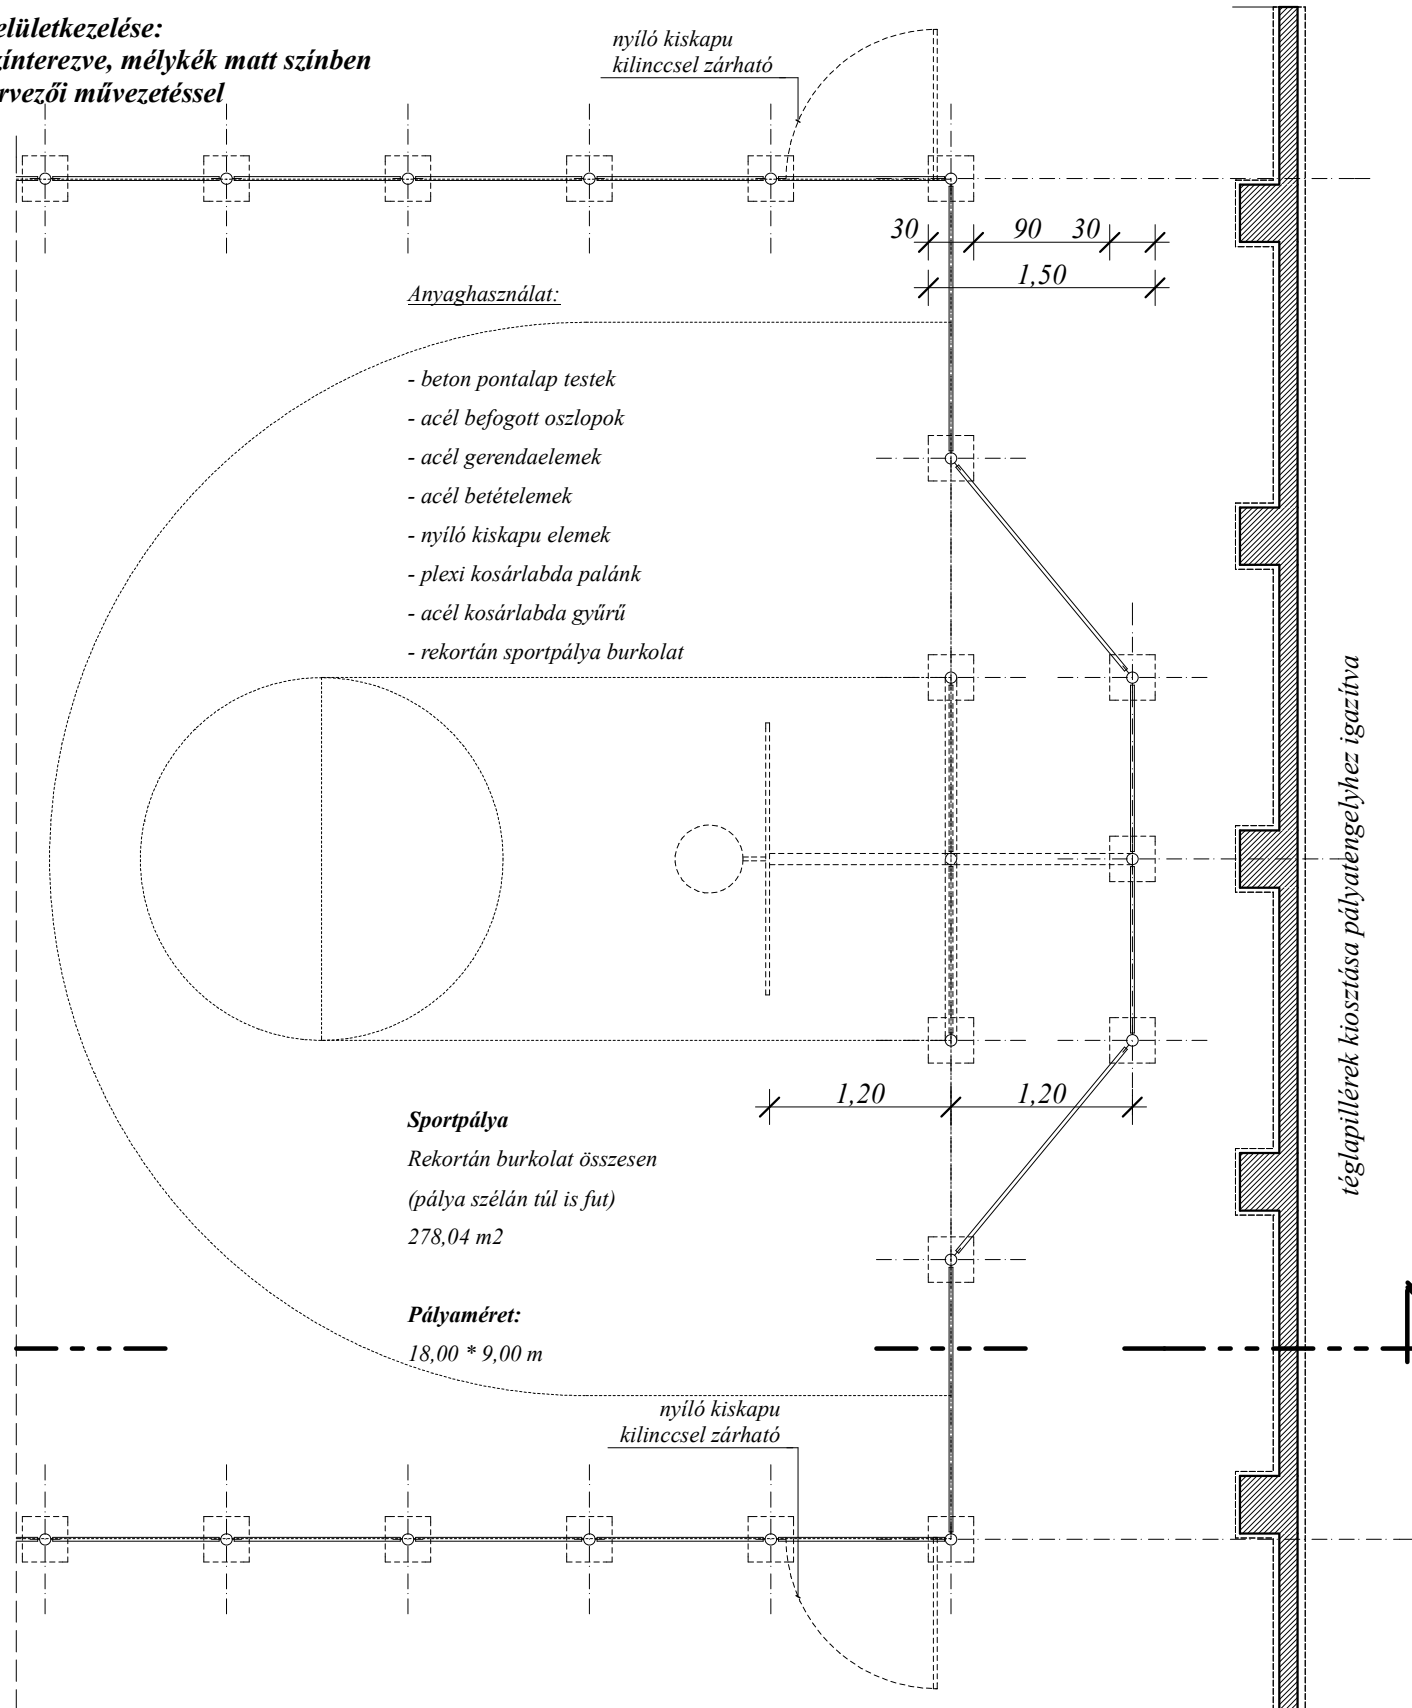 elületkezelése:
zínterezve, mélykék matt színben
rvezői művezetéssel
nyíló kiskapu
kilinccsel zárható
30 90 30
1,50
Anyaghasználat:
- beton pontalap testek
- acél befogott oszlopok
- acél gerendaelemek
- acél betételemek
- nyíló kiskapu elemek
- plexi kosárlabda palánk
- acél kosárlabda gyűrű
- rekortán sportpálya burkolat
téglapillérek kiosztása pályatengelyhez igazítva
1,20 1,20
Sportpálya
Rekortán burkolat összesen
(pálya szélán túl is fut)
278,04 m2
Pályaméret:
18,00 * 9,00 m
nyíló kiskapu
kilinccsel zárható